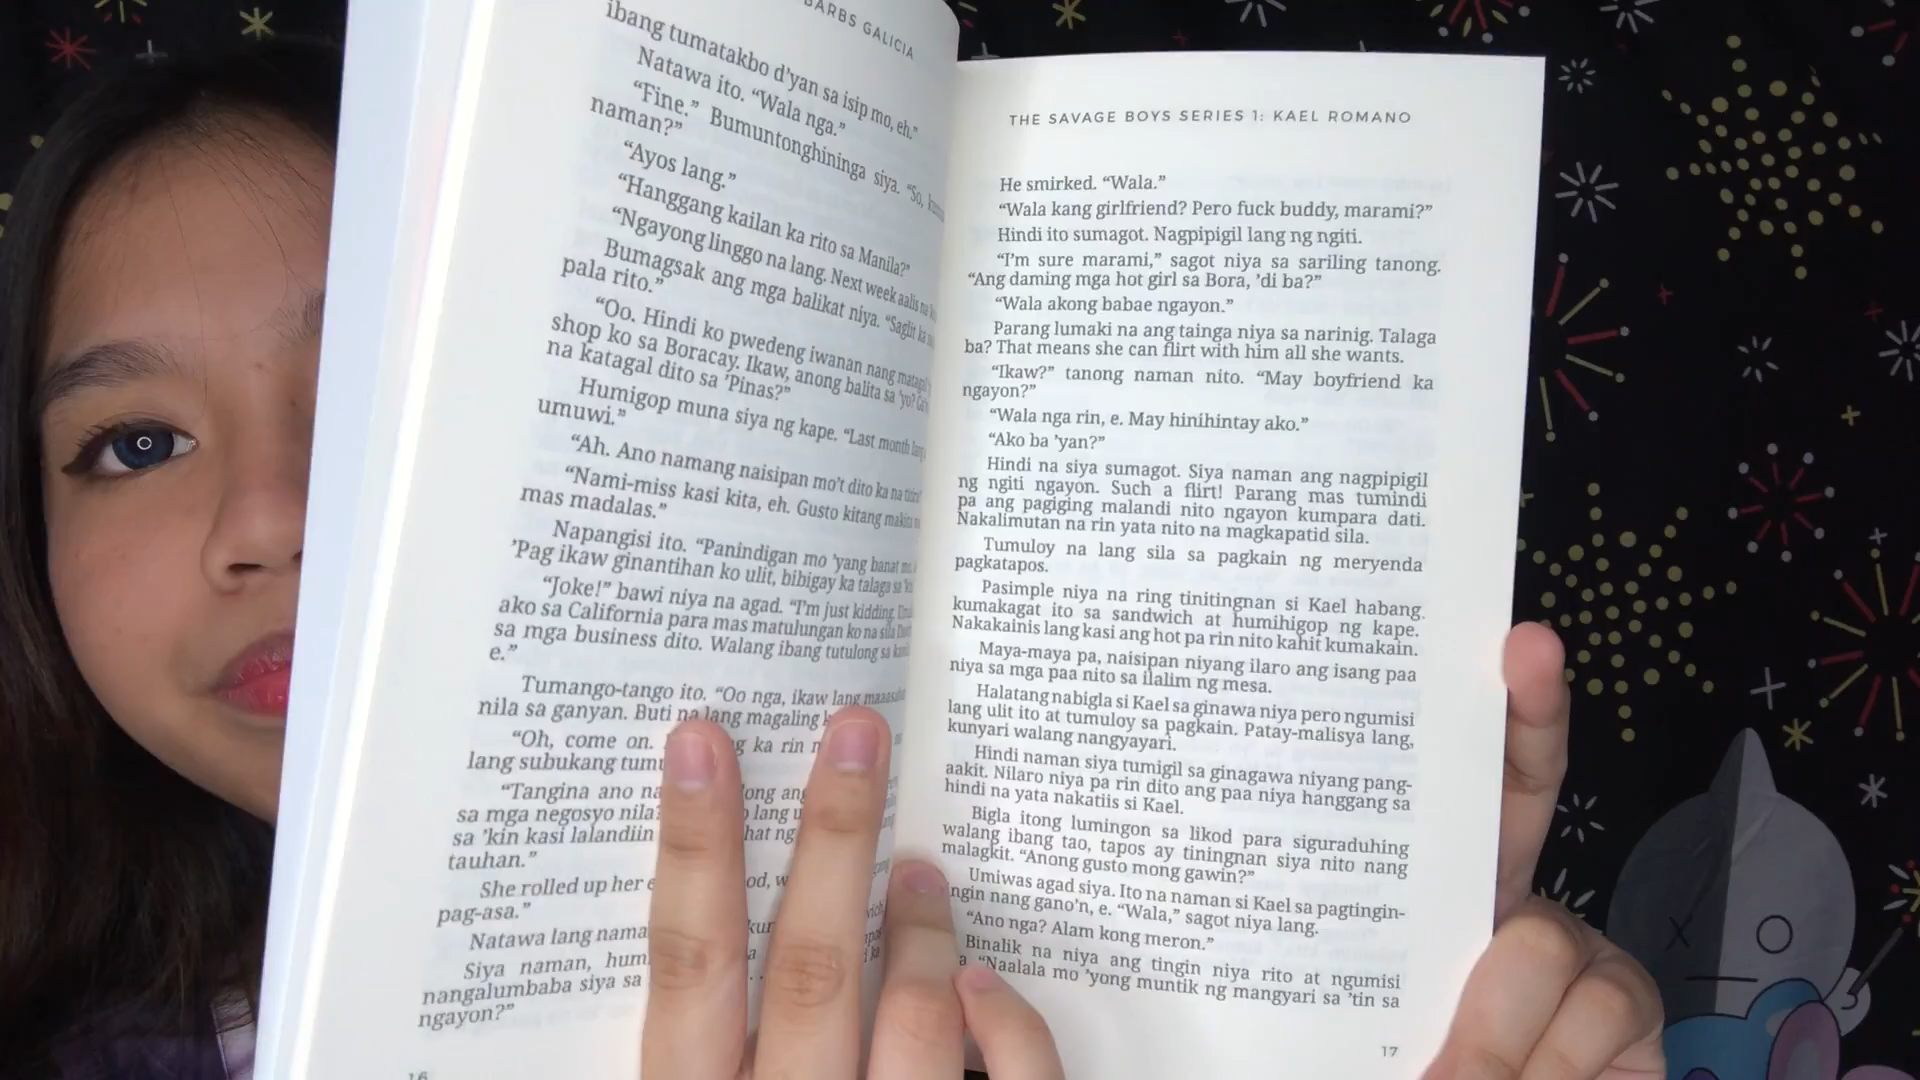 BARBS GALICIA
ibang tumatakbo d'yan sa isip mo, eh."
Natawa ito. "Wala nga."
"Fine." Bumuntonghininga siya. "So,
naman?"
"Ayos lang."
"Hanggang kailan ka rito sa Manila?"
"Ngayong linggo na lang. Next week aalis na
Bumagsak ang mga balikat niya. "Saglit ka
pala rito."
"Oo. Hindi ko pwedeng iwanan nang matagal
shop ko sa Boracay. Ikaw, anong balita sa 'yo?
na katagal dito sa 'Pinas?"
Humigop muna siya ng kape. "Last month lang
umuwi."
"Ah. Ano namang naisipan mo't dito ka na
"Nami-miss kasi kita, eh. Gusto kitang makita
mas madalas."
Napangisi ito. "Panindigan mo 'yang banat mo.
'Pag ikaw ginantihan ko ulit, bibigay ka talaga sa
"Joke!" bawi niya na agad. "I'm just kidding.
ako sa California para mas matulungan ko na sila
sa mga business dito. Walang ibang tutulong sa
e."
Tumango-tango ito. "Oo nga, ikaw lang
nila sa ganyan. Buti na lang magaling
"Oh, come on. ka rin
lang subukang
"Tangina ano
sa mga negosyo nila? lang
sa 'kin kasi lalandiin
tauhan."
She rolled up her
pag-asa."
Natawa lang
Siya naman,
nangalumbaba siya sa
ngayon?"
16
THE SAVAGE BOYS SERIES 1: KAEL ROMANO
He smirked. "Wala."
"Wala kang girlfriend? Pero fuck buddy, marami?"
Hindi ito sumagot. Nagpipigil lang ng ngiti.
"I'm sure marami," sagot niya sa sariling tanong.
"Ang daming mga hot girl sa Bora, 'di ba?"
"Wala akong babae ngayon."
Parang lumaki na ang tainga niya sa narinig. Talaga
ba? That means she can flirt with him all she wants.
"Ikaw?" tanong naman nito. "May boyfriend ka
ngayon?"
"Wala nga rin, e. May hinihintay ako."
"Ako ba 'yan?"
Hindi na siya sumagot. Siya naman ang nagpipigil
ng ngiti ngayon. Such a flirt! Parang mas tumindi
pa ang pagiging malandi nito ngayon kumpara dati.
Nakalimutan na rin yata nito na magkapatid sila.
Tumuloy na lang sila sa pagkain ng meryenda
pagkatapos.
Pasimple niya na ring tinitingnan si Kael habang
kumakagat ito sa sandwich at humihigop ng kape.
Nakakainis lang kasi ang hot pa rin nito kahit kumakain.
Maya-maya pa, naisipan niyang ilaro ang isang paa
niya sa mga paa nito sa ilalim ng mesa.
Halatang nabigla si Kael sa ginawa niya pero ngumisi
lang ulit ito at tumuloy sa pagkain. Patay-malisya lang,
kunyari walang nangyayari.
Hindi naman siya tumigil sa ginagawa niyang pang-
aakit. Nilaro niya pa rin dito ang paa niya hanggang sa
hindi na yata nakatiis si Kael.
Bigla itong lumingon sa likod para siguraduhing
walang ibang tao, tapos ay tiningnan siya nito nang
malagkit. "Anong gusto mong gawin?"
Umiwas agad siya. Ito na naman si Kael sa pagtingin-
tingin nang gano'n, e. "Wala," sagot niya lang.
"Ano nga? Alam kong meron."
Binalik na niya ang tingin niya rito at ngumisi
"Naalala mo 'yong muntik ng mangyari sa 'tin sa
17